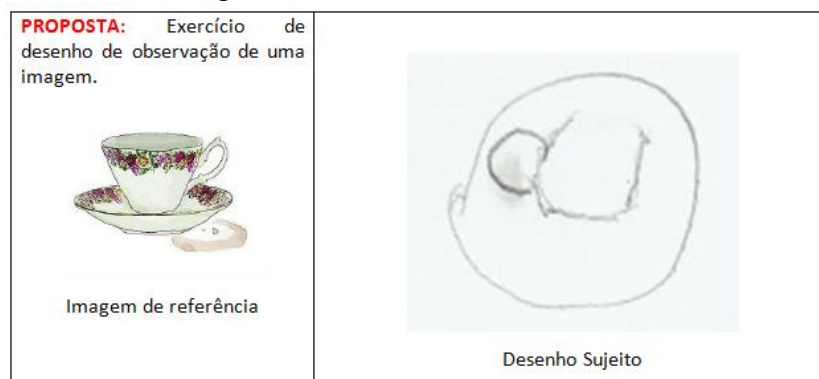 PROPOSTA: Exercício de
desenho de observação de uma
imagem.
Imagem de referência
Desenho Sujeito